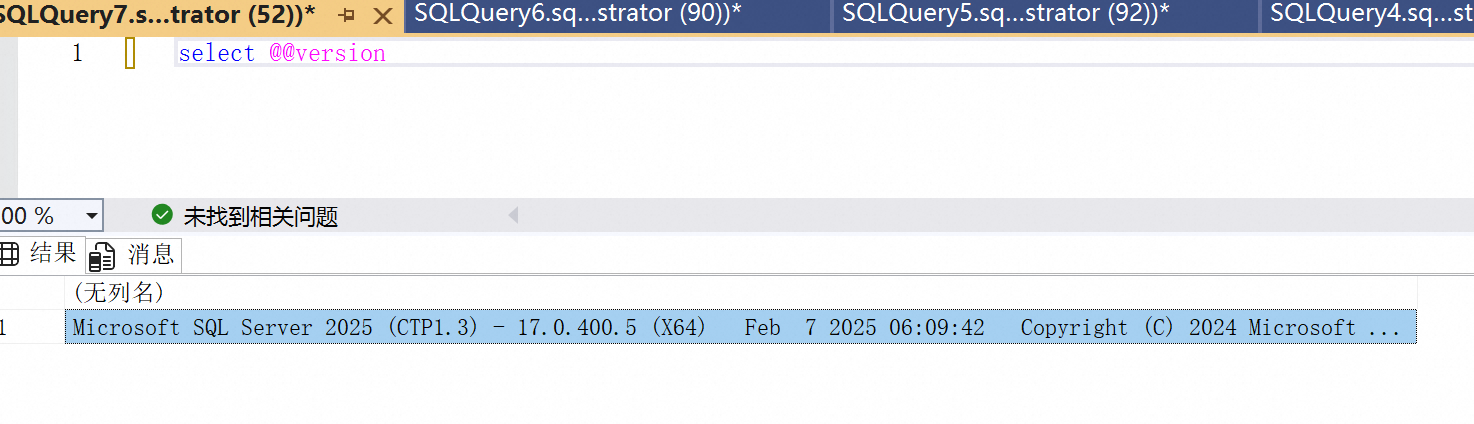 SQLQuery7.s...trator (52))* SQLQuery6.sq...strator (90))* SQLQuery5.sq...strator (92))* SQLQuery4.sq...st
1 select @@version
00 % 未找到相关问题
结果 消息
(无列名)
1 Microsoft SQL Server 2025 (CTP1.3) - 17.0.400.5 (X64) Feb 7 2025 06:09:42 Copyright (C) 2024 Microsoft ...